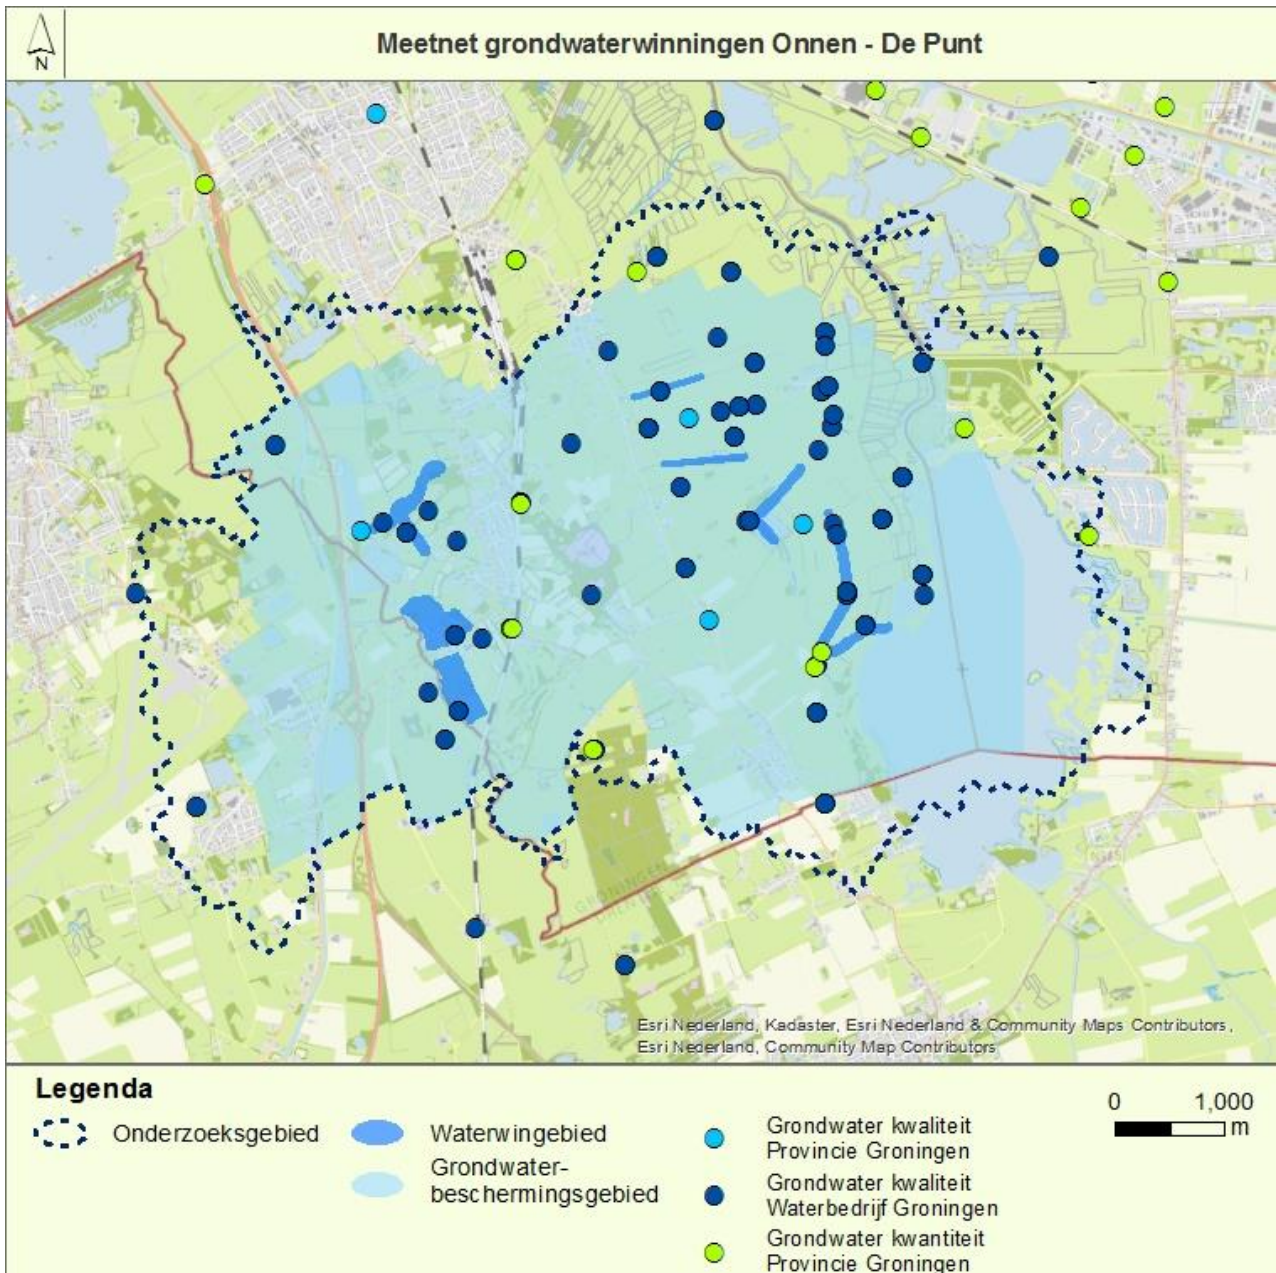 Meetnet grondwaterwinningen Onnen - De Punt
N
GRONINGEN
Esri Nederland, Kadaster, Esri Nederland & Community Maps Contributors,
Esri Nederland, Community Map Contributors
Legenda
Onderzoeksgebied
Waterwingebied
Grondwater-
beschermingsgebied
Grondwater kwaliteit
Provincie Groningen
Grondwater kwaliteit
Waterbedrijf Groningen
Grondwater kwantiteit
Provincie Groningen
0 1,000
m